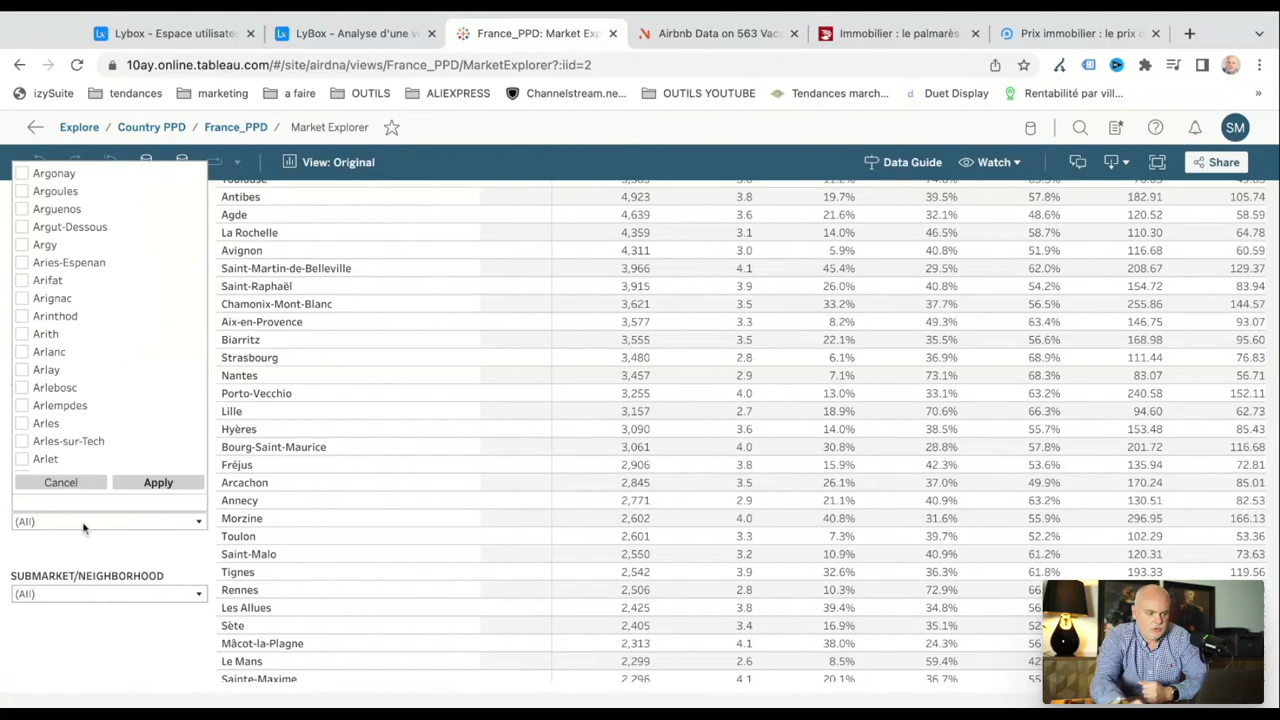 Lybox - Espace utilisate
LyBox - Analyse d'une v
France_PPD: Market Exp
Airbnb Data on 563 Vaca
Immobilier : le palmarès
Prix immobilier : le prix d
10ay.online.tableau.com/#/site/airdna/views/France_PPD/MarketExplorer?:iid=2
izySuite
tendances
marketing
a faire
OUTILS
ALiEXPRESS
Channelstream.ne...
OUTILS YOUTUBE
Tendances march...
Duet Display
Rentabilité par vill...
»
Explore / Country PPD / France_PPD / Market Explorer
SM
View: Original
Data Guide
Watch
Share
Argonay
Argoules
Arguenos
Argut-Dessous
Argy
Aries-Espenan
Arifat
Arignac
Arinthod
Arith
Arlanc
Arlay
Arlebosc
Arlempdes
Arles
Arles-sur-Tech
Arlet
Cancel
Apply
(All)
SUBMARKET/NEIGHBORHOOD
(All)
Antibes 4,923 3.8 19.7% 39.5% 57.8% 182.91 105.74
Agde 4,639 3.6 21.6% 32.1% 48.6% 120.52 58.59
La Rochelle 4,359 3.1 14.0% 46.5% 58.7% 110.30 64.78
Avignon 4,311 3.0 5.9% 40.8% 51.9% 116.68 60.59
Saint-Martin-de-Belleville 3,966 4.1 45.4% 29.5% 62.0% 208.67 129.37
Saint-Raphaël 3,915 3.9 26.0% 40.8% 54.2% 154.72 83.94
Chamonix-Mont-Blanc 3,621 3.5 33.2% 37.7% 56.5% 255.86 144.57
Aix-en-Provence 3,577 3.3 8.2% 49.3% 63.4% 146.75 93.07
Biarritz 3,555 3.5 22.1% 35.5% 56.6% 168.98 95.60
Strasbourg 3,480 2.8 6.1% 36.9% 68.9% 111.44 76.83
Nantes 3,457 2.9 7.1% 73.1% 68.3% 83.07 56.71
Porto-Vecchio 3,255 4.0 13.0% 33.1% 63.2% 240.58 152.11
Lille 3,157 2.7 18.9% 70.6% 66.3% 94.60 62.73
Hyères 3,090 3.6 14.0% 38.5% 55.7% 153.48 85.43
Bourg-Saint-Maurice 3,061 4.0 30.8% 28.8% 57.8% 201.72 116.68
Fréjus 2,906 3.8 15.9% 42.3% 53.6% 135.94 72.81
Arcachon 2,845 3.5 26.1% 37.0% 49.9% 170.24 85.01
Annecy 2,771 2.9 21.1% 40.9% 63.2% 130.51 82.53
Morzine 2,602 4.0 40.8% 31.6% 55.9% 296.95 166.13
Toulon 2,601 3.3 7.3% 39.7% 52.2% 102.29 53.36
Saint-Malo 2,550 3.2 10.9% 40.9% 61.2% 120.31 73.63
Tignes 2,542 3.9 32.6% 36.3% 61.8% 193.33 119.56
Rennes 2,506 2.8 10.3% 72.9% 66
Les Allues 2,425 3.8 39.4% 34.8% 56
Sète 2,405 3.4 16.9% 35.1% 52
Mâcot-la-Plagne 2,313 4.1 38.0% 24.3% 56
Le Mans 2,299 2.6 8.5% 59.4% 42
Sainte-Maxime 2,296 4.1 20.1% 36.7% 55